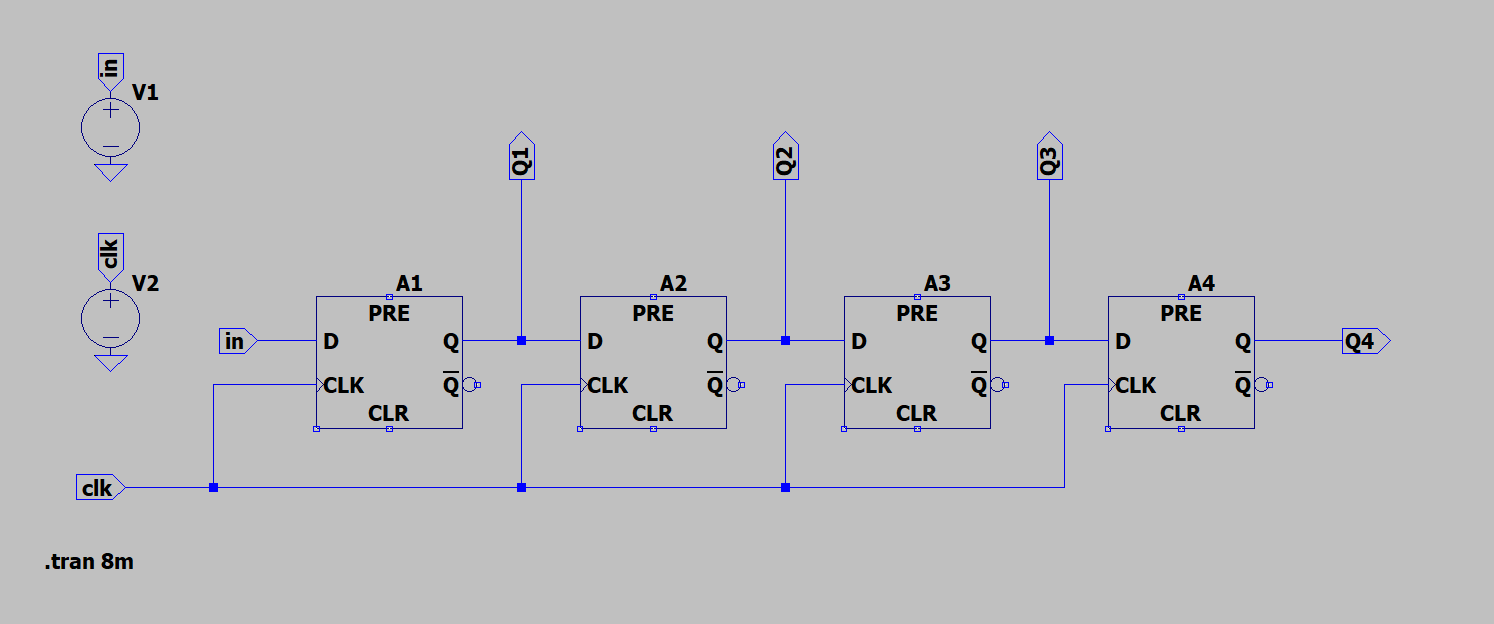 in
V1
Q1
Q2
Q3
clk
V2
A1
A2
A3
A4
PRE
PRE
PRE
PRE
in
D
Q
D
Q
D
Q
D
Q
Q4
CLK
Q̅
CLK
Q̅
CLK
Q̅
CLK
Q̅
CLR
CLR
CLR
CLR
clk
.tran 8m